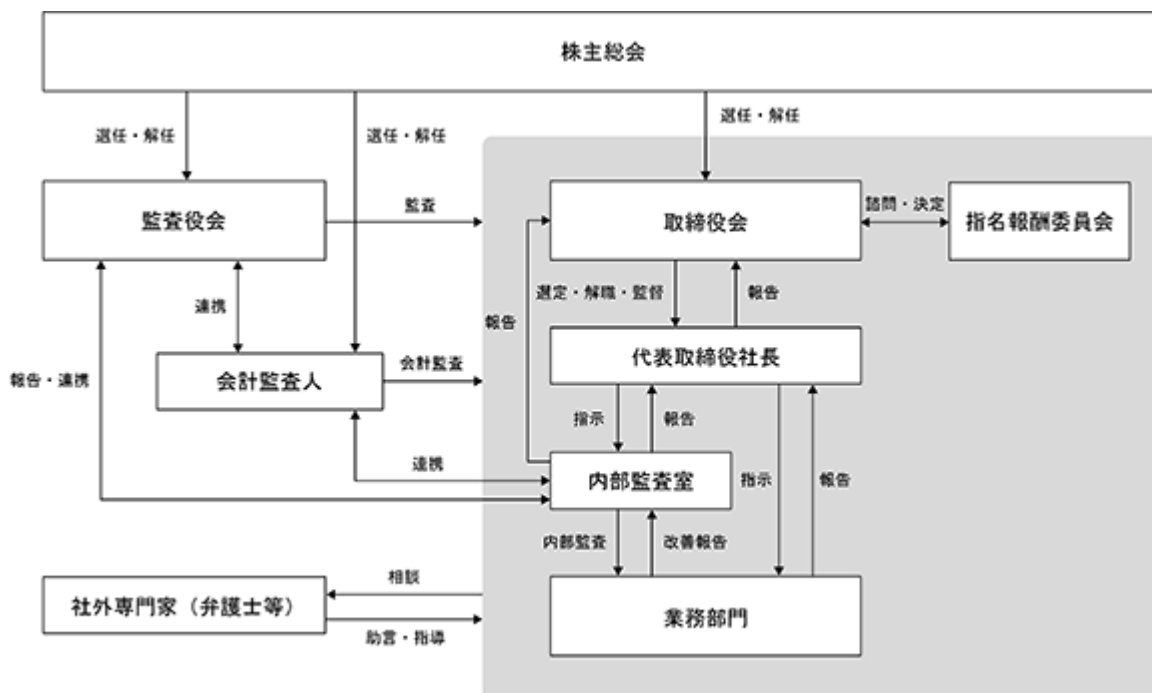 株主総会
選任・解任
選任・解任
選任・解任
監査役会
監査
取締役会
諮問・決定
指名報酬委員会
連携
報告
選定・解職・監督
報告
代表取締役社長
報告・連携
会計監査人
会計監査
指示
報告
連携
内部監査室
指示
報告
内部監査
改善報告
相談
社外専門家（弁護士等）
業務部門
助言・指導